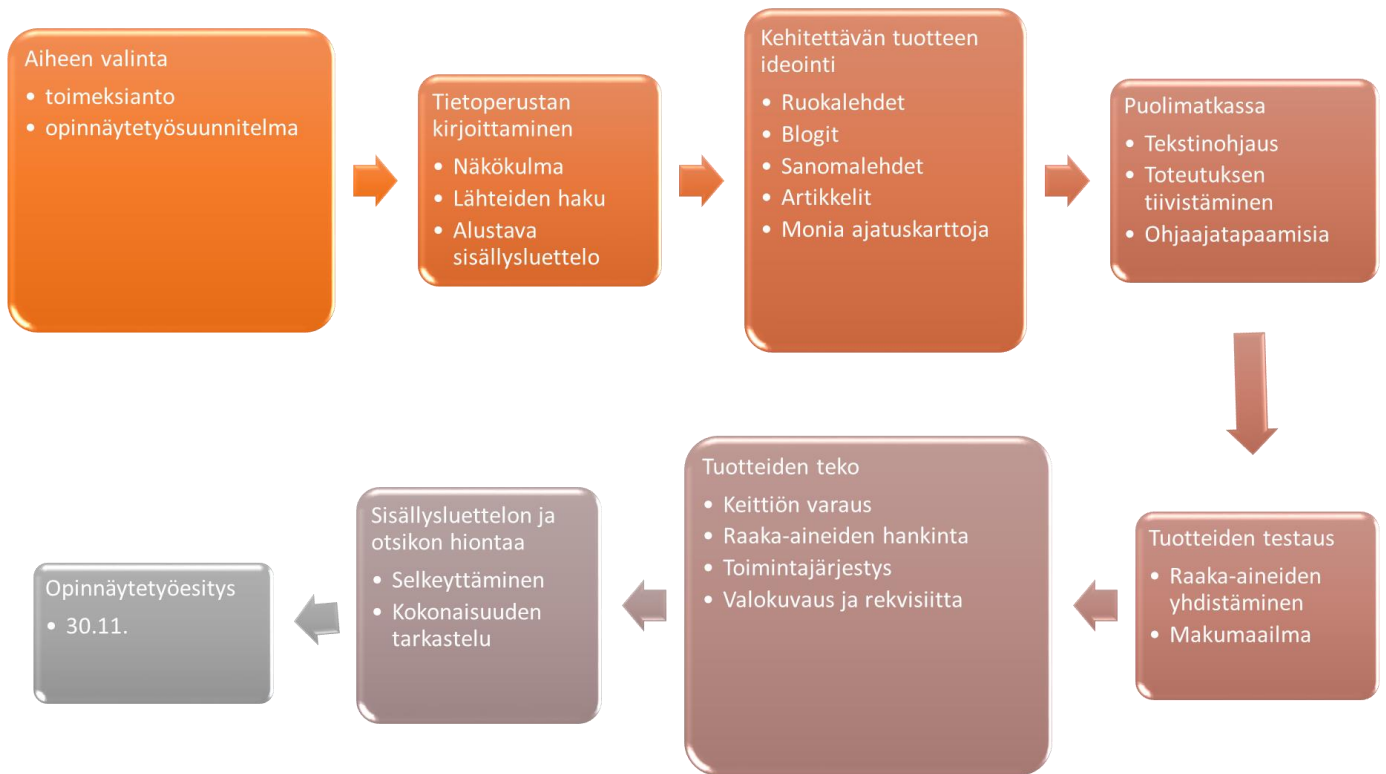 Aiheen valinta
• toimeksianto
• opinnäytetyösuunnitelma
Tietoperustan
kirjoittaminen
• Näkökulma
• Lähteiden haku
• Alustava
sisällysluettelo
Kehitettävän tuotteen
ideointi
• Ruokalehdet
• Blogit
• Sanomalehdet
• Artikkelit
• Monia ajatuskarttoja
Puolimatkassa
• Tekstinohjaus
• Toteutuksen
tiivistäminen
• Ohjaajatapaamisia
Tuotteiden testaus
• Raaka-aineiden
yhdistäminen
• Makumaailma
Tuotteiden teko
• Keittiön varaus
• Raaka-aineiden hankinta
• Toimintajärjestys
• Valokuvaus ja rekvisiitta
Sisällysluettelon ja
otsikon hiontaa
• Selkeyttäminen
• Kokonaisuuden
tarkastelu
Opinnäytetyöesitys
• 30.11.